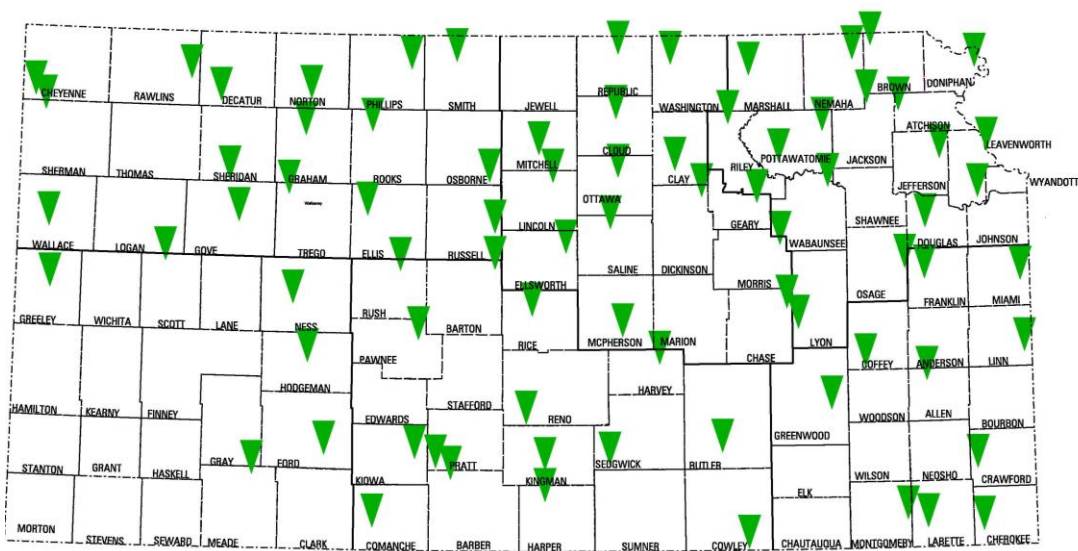 CHEYENNE RAWLINS DECATUR NORTON PHILLIPS SMITH JEWELL REPUBLIC WASHINGTON MARSHALL NEMAHA BROWN DONIPHAN
ATCHISON
SHERMAN THOMAS SHERIDAN GRAHAM ROOKS OSBORNE MITCHELL CLOUD CLAY RILEY POTTAWATOMIE JACKSON JEFFERSON LEAVENWORTH WYANDOTT
WALLACE LOGAN GOVE TREGO ELLIS RUSSELL LINCOLN OTTAWA GEARY WABAUNSEE SHAWNEE DOUGLAS JOHNSON
SALINE DICKINSON
GREELEY WICHITA SCOTT LANE NESS RUSH BARTON ELLSWORTH MORRIS OSAGE FRANKLIN MIAMI
PAWNEE RICE MCPHERSON MARION CHASE LYON COFFEY ANDERSON LINN
HAMILTON KEARNY FINNEY HODGEMAN STAFFORD HARVEY
EDWARDS RENO GREENWOOD WOODSON ALLEN BOURBON
STANTON GRANT HASKELL GRAY FORD KIOWA PRATT KINGMAN SEDGWICK BUTLER ELK WILSON NEOSHO CRAWFORD
MORTON STEVENS SEWARD MEADE CLARK COMANCHE BARBER HARPER SUMNER COWLEY CHAUTAUQUA MONTGOMERY LABETTE CHEROKEE